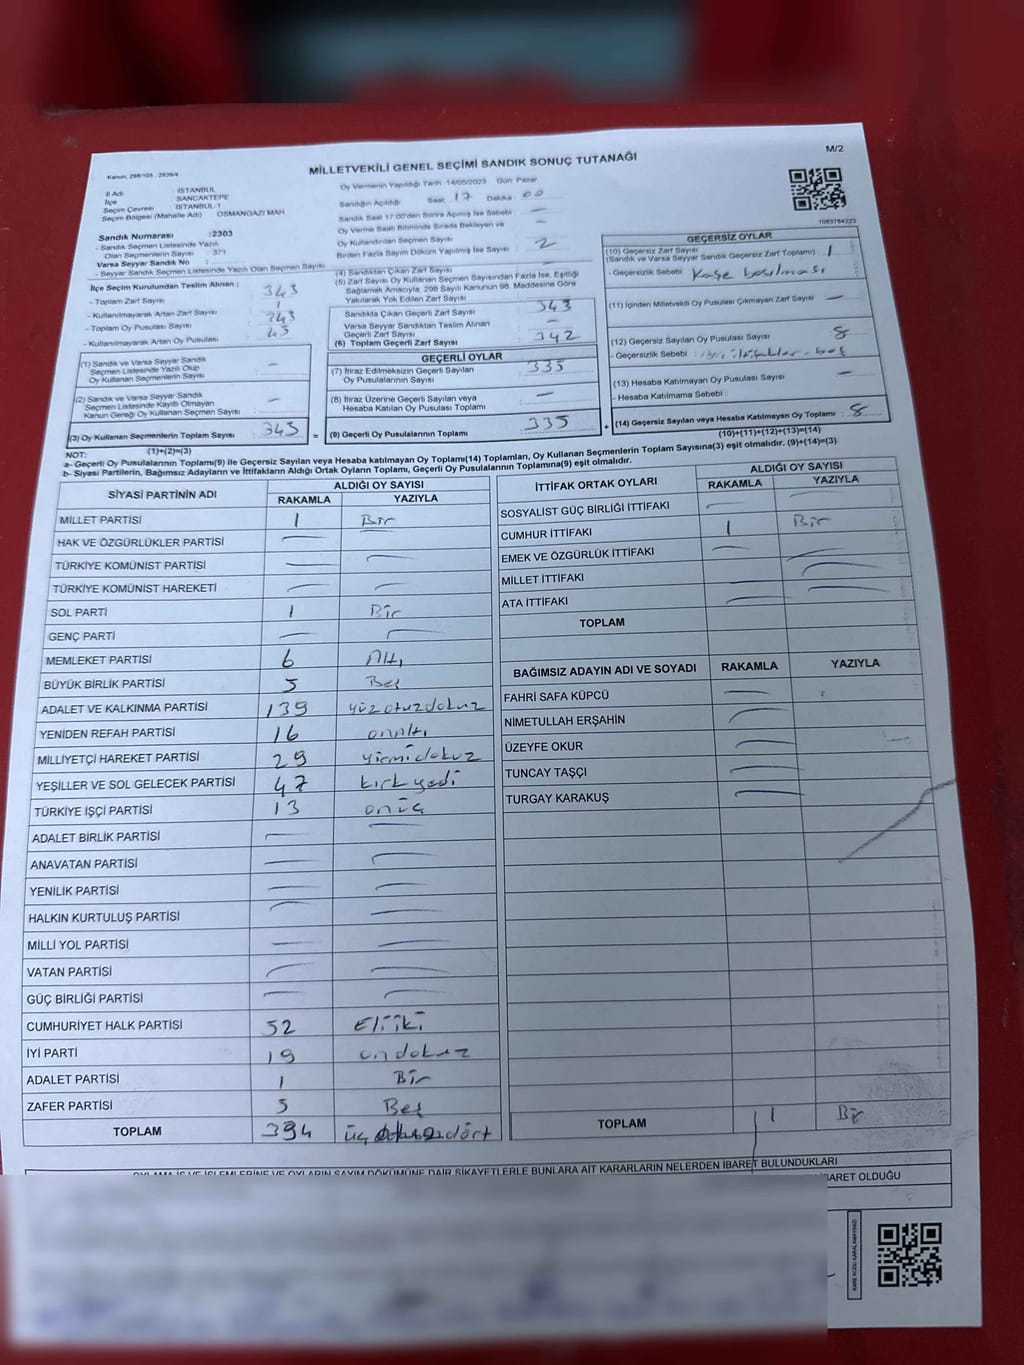 M/2
MİLLETVEKİLİ GENEL SEÇİMİ SANDIK SONUÇ TUTANAĞI
Kanun: 298/105 , 2839/4
İl Adı İSTANBUL
İlçe SANCAKTEPE
Seçim Çevresi İSTANBUL-1
Seçim Bölgesi (Mahalle Adı) : OSMANGAZİ MAH.
Sandık Numarası :2303
- Sandık Seçmen Listesinde Yazılı
Olan Seçmenlerin Sayısı : 371
Varsa Seyyar Sandık No :
- Seyyar Sandık Seçmen Listesinde Yazılı Olan Seçmen Sayısı
İlçe Seçim Kurulundan Teslim Alınan ;
- Toplam Zarf Sayısı
- Kullanılmayarak Artan Zarf Sayısı
- Toplam Oy Pusulası Sayısı
- Kullanılmayarak Artan Oy Pusulası
(1) Sandık ve Varsa Seyyar Sandık
Seçmen Listesinde Yazılı Olup
Oy Kullanan Seçmenlerin Sayısı –
(2) Sandık ve Varsa Seyyar Sandık
Seçmen Listesinde Kayıtlı Olmayan
Kanun Gereği Oy Kullanan Seçmen Sayısı –
(3) Oy Kullanan Seçmenlerin Toplam Sayısı : 343
(1)+(2)=(3)
Oy Vermenin Yapıldığı Tarih :14/05/2023 Gün: Pazar
Sandığın Açıldığı Saat 17 Dakika 00
Sandık Saat 17:00'den Sonra Açılmış İse Sebebi : –
Oy Verme Saati Bitiminde Sırada Bekleyen ve
Oy Kullandırılan Seçmen Sayısı –
Birden Fazla Sayım Döküm Yapılmış İse Sayısı 2
(4) Sandıktan Çıkan Zarf Sayısı –
(5) Zarf Sayısı Oy Kullanan Seçmen Sayısından Fazla İse, Eşitliği
Sağlamak Amacıyla, 298 Sayılı Kanunun 98. Maddesine Göre
Yakılarak Yok Edilen Zarf Sayısı
Sandıkta Çıkan Geçerli Zarf Sayısı 343
Varsa Seyyar Sandıktan Teslim Alınan
Geçerli Zarf Sayısı –
(6) Toplam Geçerli Zarf Sayısı 342
GEÇERLİ OYLAR
(7) İtiraz Edilmeksizin Geçerli Sayılan
Oy Pusulalarının Sayısı 335
(8) İtiraz Üzerine Geçerli Sayılan veya
Hesaba Katılan Oy Pusulası Toplamı –
= (9) Geçerli Oy Pusulalarının Toplamı 335
1083784223
GEÇERSİZ OYLAR
(10) Geçersiz Zarf Sayısı
(Sandık ve Varsa Seyyar Sandık Geçersiz Zarf Toplamı) 1
- Geçersizlik Sebebi : Kaşe basılması
(11) İçinden Milletvekili Oy Pusulası Çıkmayan Zarf Sayısı –
(12) Geçersiz Sayılan Oy Pusulası Sayısı 8
- Geçersizlik Sebebi : boş
(13) Hesaba Katılmayan Oy Pusulası Sayısı –
- Hesaba Katılmama Sebebi :
+ (14) Geçersiz Sayılan veya Hesaba Katılmayan Oy Toplamı : 8
(10)+(11)+(12)+(13)=(14)
NOT:
a- Geçerli Oy Pusulalarının Toplamı(9) ile Geçersiz Sayılan veya Hesaba katılmayan Oy Toplamı(14) Toplamları, Oy Kullanan Seçmenlerin Toplam Sayısına(3) eşit olmalıdır. (9)+(14)=(3)
b- Siyasi Partilerin, Bağımsız Adayların ve İttifakların Aldığı Ortak Oyların Toplamı, Geçerli Oy Pusulalarının Toplamına(9) eşit olmalıdır.
SİYASİ PARTİNİN ADI ALDIĞI OY SAYISI
RAKAMLA YAZIYLA
MİLLET PARTİSİ 1 Bir
HAK VE ÖZGÜRLÜKLER PARTİSİ –
TÜRKİYE KOMÜNİST PARTİSİ – –
TÜRKİYE KOMÜNİST HAREKETİ – –
SOL PARTİ 1 Bir
GENÇ PARTİ – –
MEMLEKET PARTİSİ 6 Altı
BÜYÜK BİRLİK PARTİSİ 5 Beş
ADALET VE KALKINMA PARTİSİ 139 yüzotuzdokuz
YENİDEN REFAH PARTİSİ 16 onaltı
MİLLİYETÇİ HAREKET PARTİSİ 29 yirmidokuz
YEŞİLLER VE SOL GELECEK PARTİSİ 47 kırkyedi
TÜRKİYE İŞÇİ PARTİSİ 13 onüç
ADALET BİRLİK PARTİSİ – –
ANAVATAN PARTİSİ – –
YENİLİK PARTİSİ – –
HALKIN KURTULUŞ PARTİSİ – –
MİLLİ YOL PARTİSİ – –
VATAN PARTİSİ – –
GÜÇ BİRLİĞİ PARTİSİ – –
CUMHURİYET HALK PARTİSİ 52 Elliiki
İYİ PARTİ 19 ondokuz
ADALET PARTİSİ 1 Bir
ZAFER PARTİSİ 5 Beş
TOPLAM 334
İTTİFAK ORTAK OYLARI ALDIĞI OY SAYISI
RAKAMLA YAZIYLA
SOSYALİST GÜÇ BİRLİĞİ İTTİFAKI – –
CUMHUR İTTİFAKI 1 Bir
EMEK VE ÖZGÜRLÜK İTTİFAKI – –
MİLLET İTTİFAKI – –
ATA İTTİFAKI – –
TOPLAM
BAĞIMSIZ ADAYIN ADI VE SOYADI RAKAMLA YAZIYLA
FAHRİ SAFA KÜPCÜ –
NİMETULLAH ERŞAHİN –
ÜZEYFE OKUR – –
TUNCAY TAŞÇI –
TURGAY KARAKUŞ –
TOPLAM 1 Bir
OYLAMA İŞ VE İŞLEMLERİNE VE OYLARIN SAYIM DÖKÜMÜNE DAİR ŞİKAYETLERLE BUNLARA AİT KARARLARIN NELERDEN İBARET BULUNDUKLARI
İBARET OLDUĞU
KARE KODU KARALAMAYINIZ!